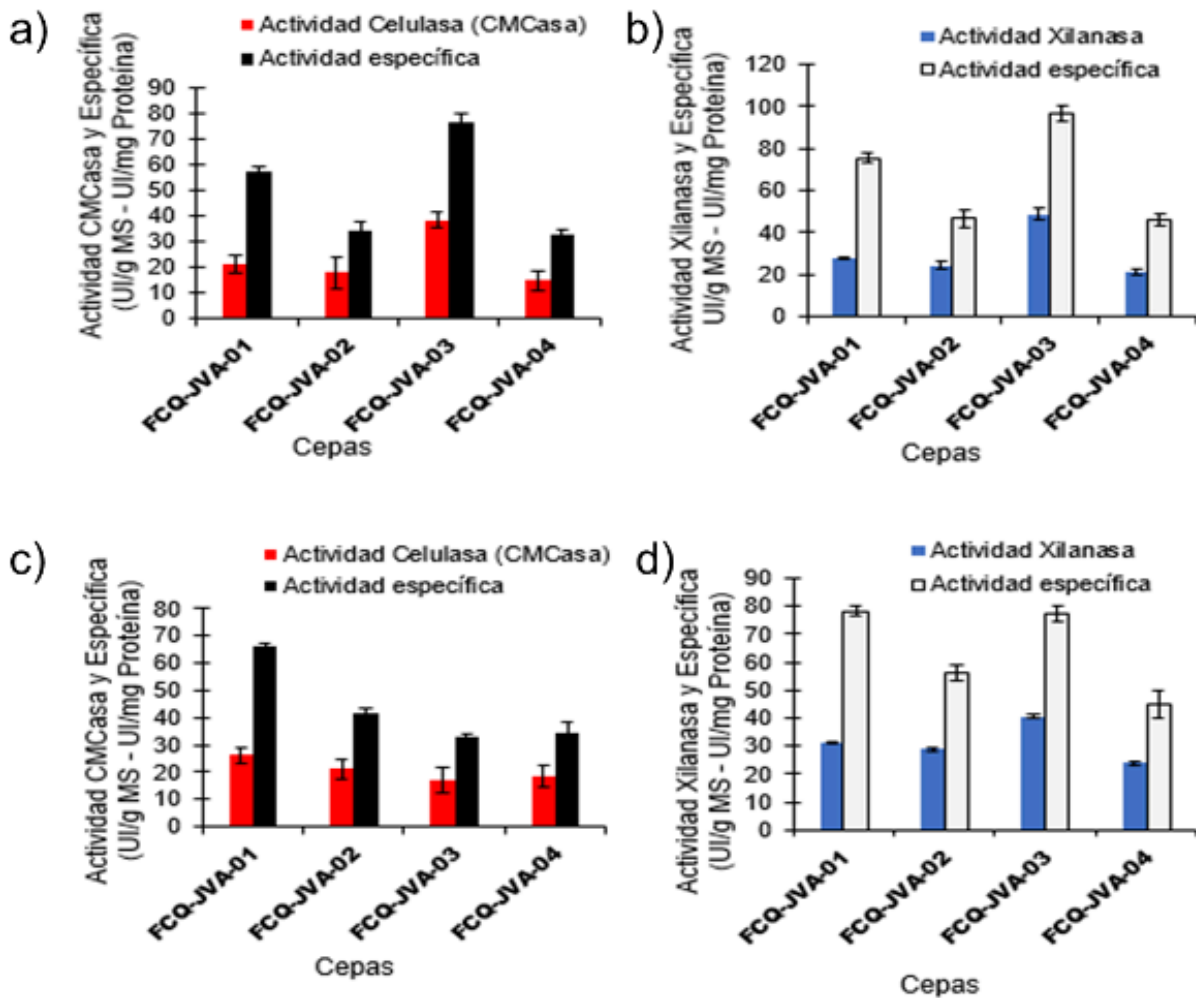 a)
Actividad Celulasa (CMCasa)
Actividad específica
Actividad CMCasa y Específica
(UI/g MS - UI/mg Proteína)
90
80
70
60
50
40
30
20
10
0
FCQ-JVA-01
FCQ-JVA-02
FCQ-JVA-03
FCQ-JVA-04
Cepas
b)
Actividad Xilanasa
Actividad específica
Actividad Xilanasa y Específica
UI/g MS - UI/mg Proteína)
120
100
80
60
40
20
0
FCQ-JVA-01
FCQ-JVA-02
FCQ-JVA-03
FCQ-JVA-04
Cepas
c)
Actividad Celulasa (CMCasa)
Actividad específica
Actividad CMCasa y Específica
(UI/g MS - UI/mg Proteína)
80
70
60
50
40
30
20
10
0
FCQ-JVA-01
FCQ-JVA-02
FCQ-JVA-03
FCQ-JVA-04
Cepas
d)
Actividad Xilanasa
Actividad específica
Actividad Xilanasa y Específica
(UI/g MS - UI/mg Proteína)
90
80
70
60
50
40
30
20
10
0
FCQ-JVA-01
FCQ-JVA-02
FCQ-JVA-03
FCQ-JVA-04
Cepas